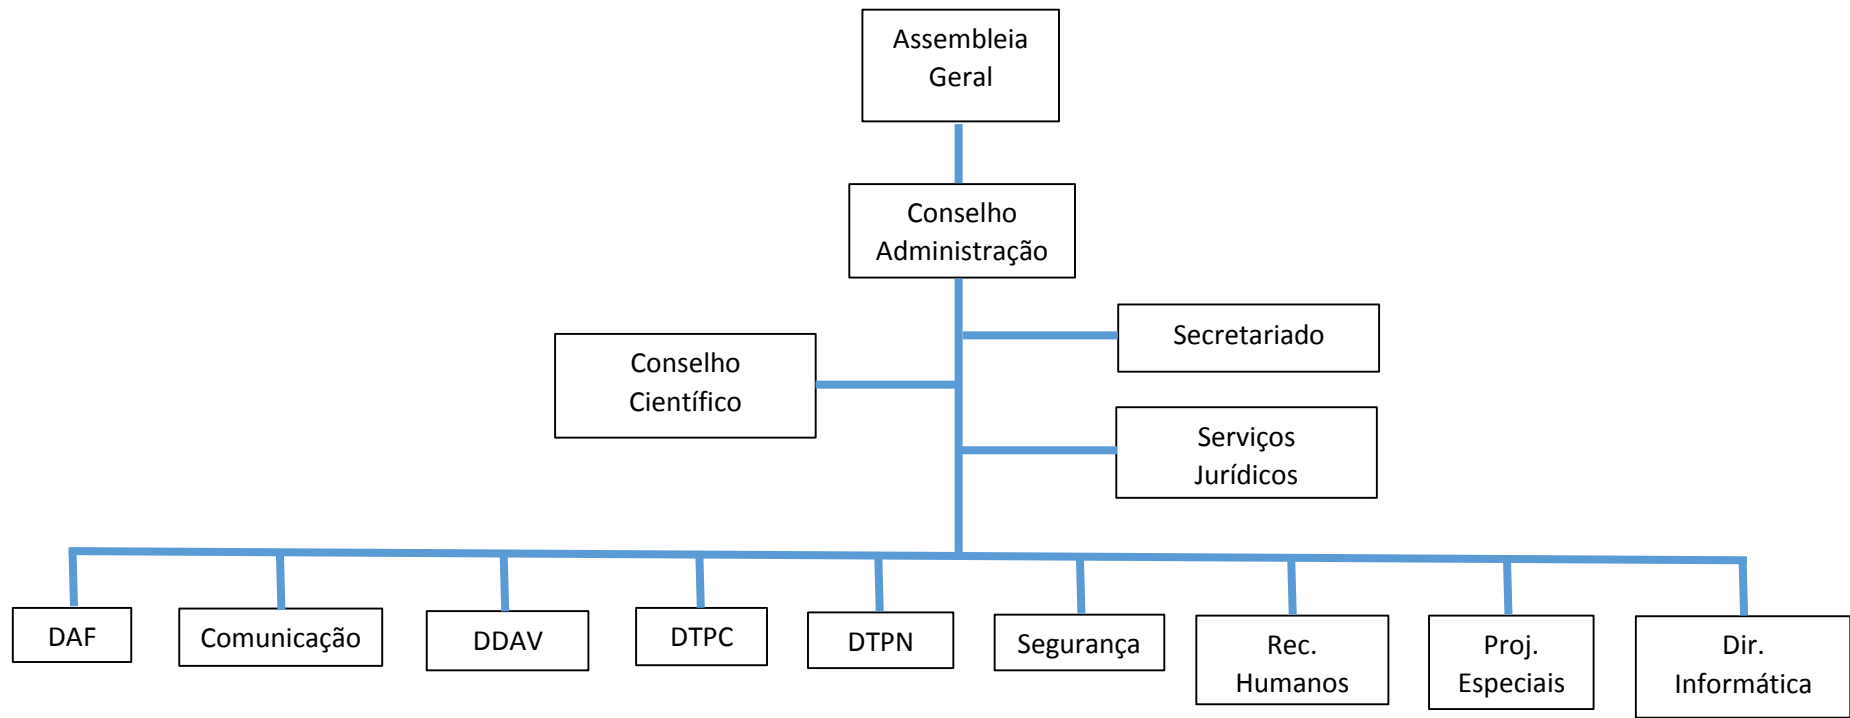 Assembleia
Geral
Conselho
Administração
Secretariado
Conselho
Científico
Serviços
Jurídicos
DAF
Comunicação
DDAV
DTPC
DTPN
Segurança
Rec.
Humanos
Proj.
Especiais
Dir.
Informática